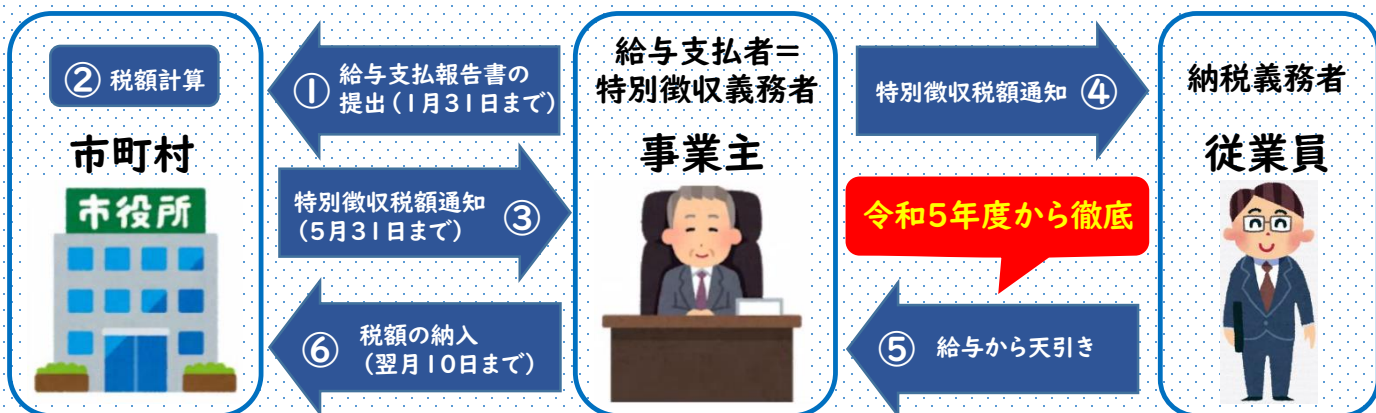 ② 税額計算
市町村
市役所
① 給与支払報告書の
提出(1月31日まで)
特別徴収税額通知
(5月31日まで) ③
⑥ 税額の納入
(翌月10日まで)
給与支払者=
特別徴収義務者
事業主
特別徴収税額通知 ④
令和5年度から徹底
⑤ 給与から天引き
納税義務者
従業員